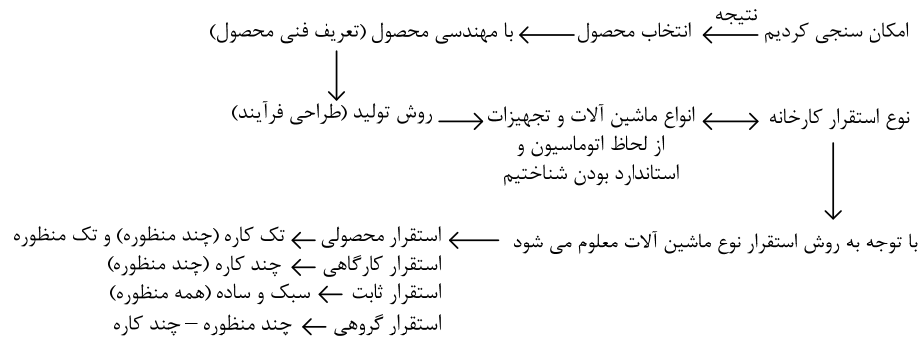 نتیجه
امکان سنجی کردیم ← انتخاب محصول ← با مهندسی محصول (تعریف فنی محصول)
نوع استقرار کارخانه ↔ انواع ماشین آلات و تجهیزات → روش تولید (طراحی فرآیند)
از لحاظ اتوماسیون و
استاندارد بودن شناختیم
با توجه به روش استقرار نوع ماشین آلات معلوم می شود ← استقرار محصولی ← تک کاره (چند منظوره) و تک منظوره
استقرار کارگاهی ← چند کاره (چند منظوره)
استقرار ثابت ← سبک و ساده (همه منظوره)
استقرار گروهی ← چند منظوره – چند کاره